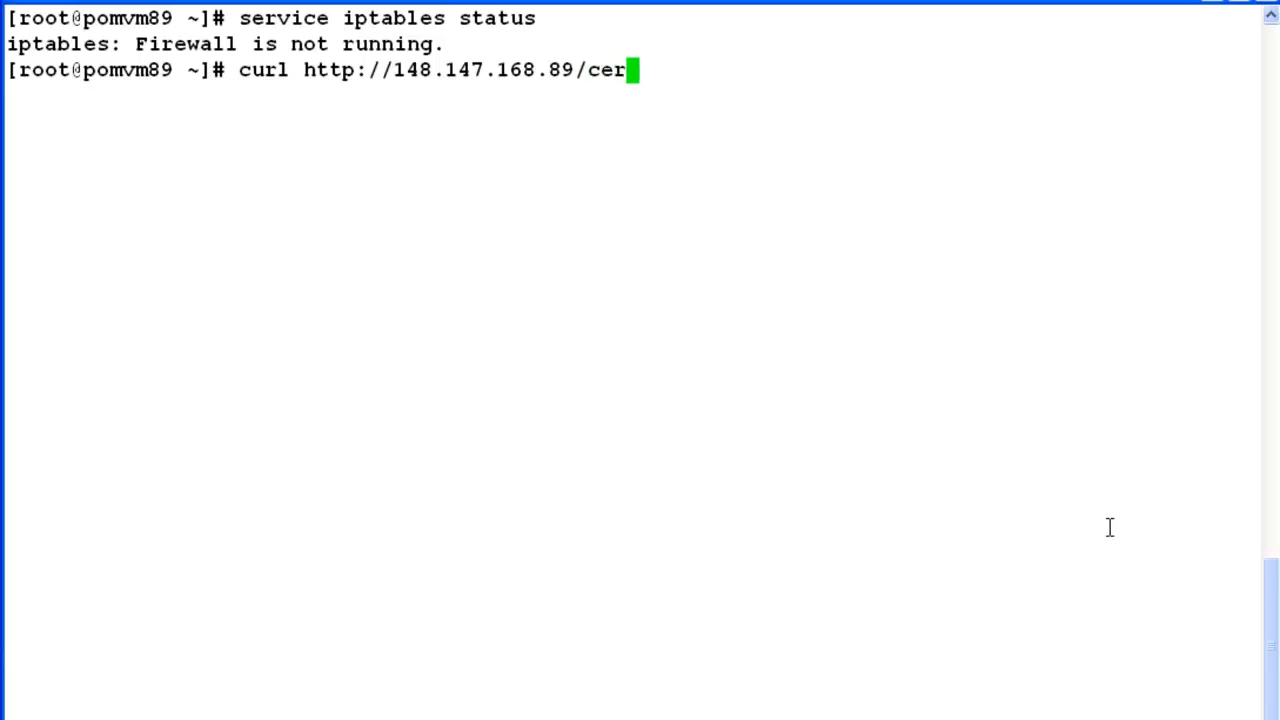 [root@pomvm89 ~]# service iptables status
iptables: Firewall is not running.
[root@pomvm89 ~]# curl http://148.147.168.89/cer